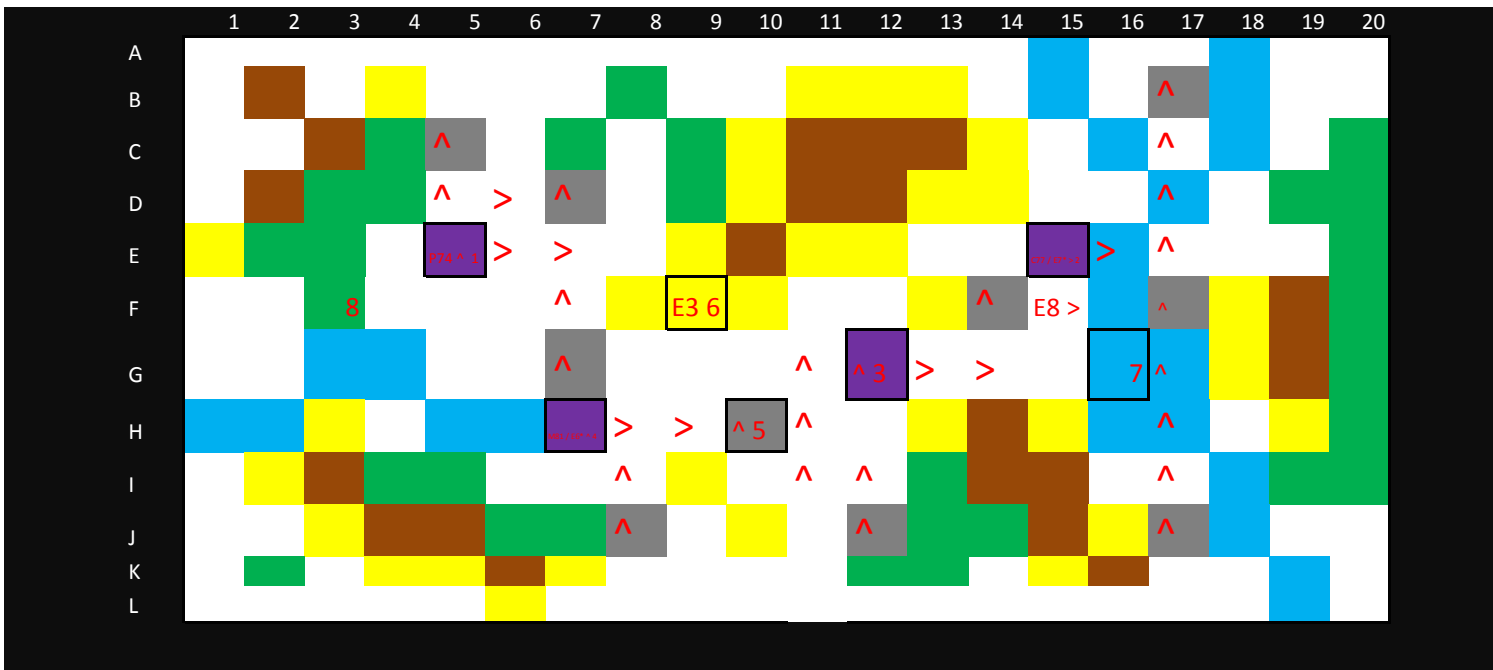 1 2 3 4 5 6 7 8 9 10 11 12 13 14 15 16 17 18 19 20
A
B ^
C ^ ^
D ^ > ^ ^
E > > > ^
F 8 ^ E3 6 ^ E8 > ^
G ^ ^ ^ 3 > > 7 ^
H > > ^ 5 ^ ^
I ^ ^ ^ ^
J ^ ^ ^
K
L